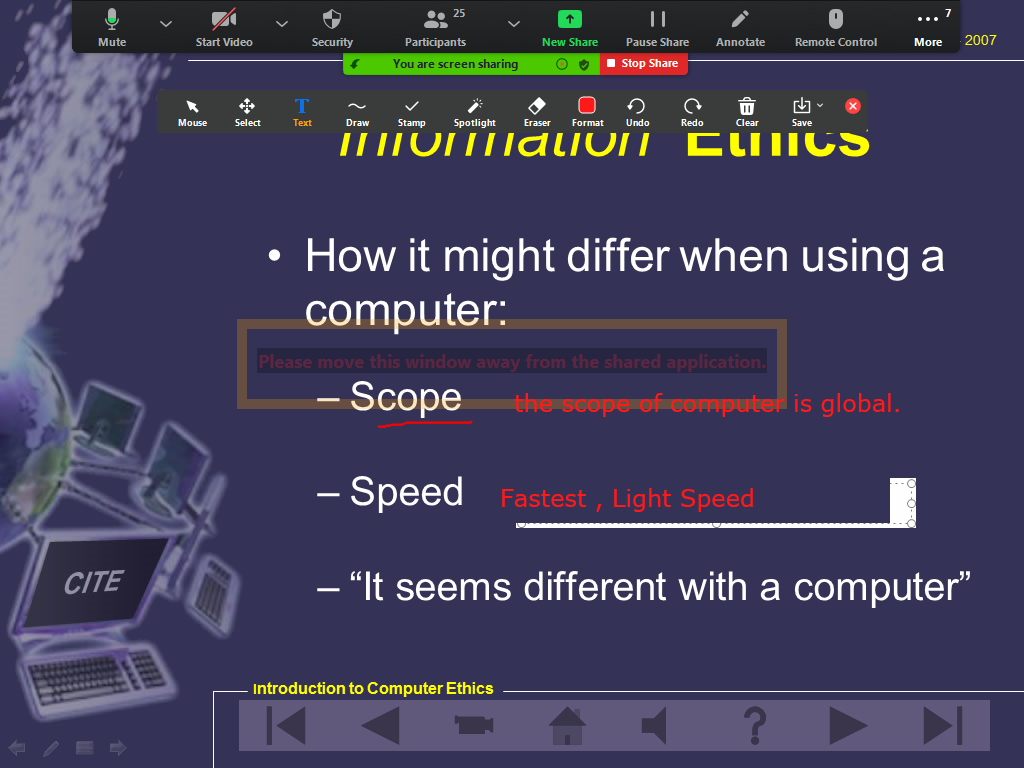 25
7
Mute
Start Video
Security
Participants
New Share
Pause Share
Annotate
Remote Control
More
2007
You are screen sharing
Stop Share
Mouse
Select
Text
Draw
Stamp
Spotlight
Eraser
Format
Undo
Redo
Clear
Save
Information Ethics
• How it might differ when using a
computer:
Please move this window away from the shared application.
– Scope the scope of computer is global.
– Speed Fastest , Light Speed
– “It seems different with a computer”
CITE
Introduction to Computer Ethics
?